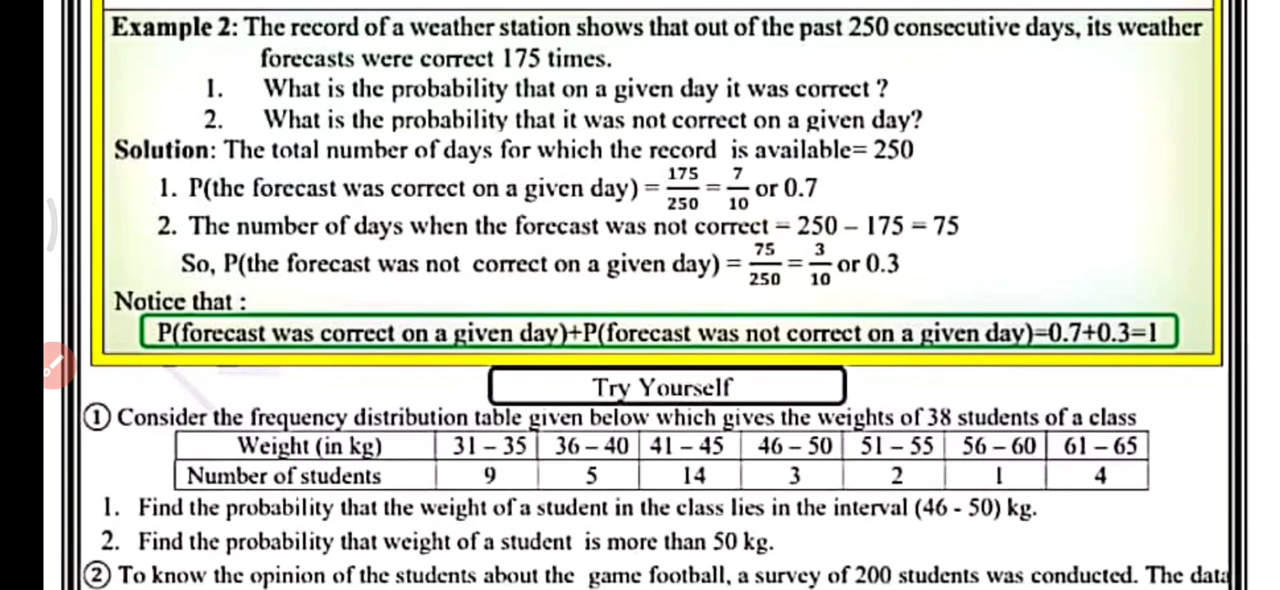 Example 2: The record of a weather station shows that out of the past 250 consecutive days, its weather
forecasts were correct 175 times.
1. What is the probability that on a given day it was correct ?
2. What is the probability that it was not correct on a given day?
Solution: The total number of days for which the record is available= 250
1. P(the forecast was correct on a given day) = 175/250 = 7/10 or 0.7
2. The number of days when the forecast was not correct = 250 – 175 = 75
So, P(the forecast was not correct on a given day) = 75/250 = 3/10 or 0.3
Notice that :
P(forecast was correct on a given day)+P(forecast was not correct on a given day)=0.7+0.3=1
Try Yourself
① Consider the frequency distribution table given below which gives the weights of 38 students of a class
Weight (in kg) 31 – 35 36 – 40 41 – 45 46 – 50 51 – 55 56 – 60 61 – 65
Number of students 9 5 14 3 2 1 4
1. Find the probability that the weight of a student in the class lies in the interval (46 - 50) kg.
2. Find the probability that weight of a student is more than 50 kg.
② To know the opinion of the students about the game football, a survey of 200 students was conducted. The data